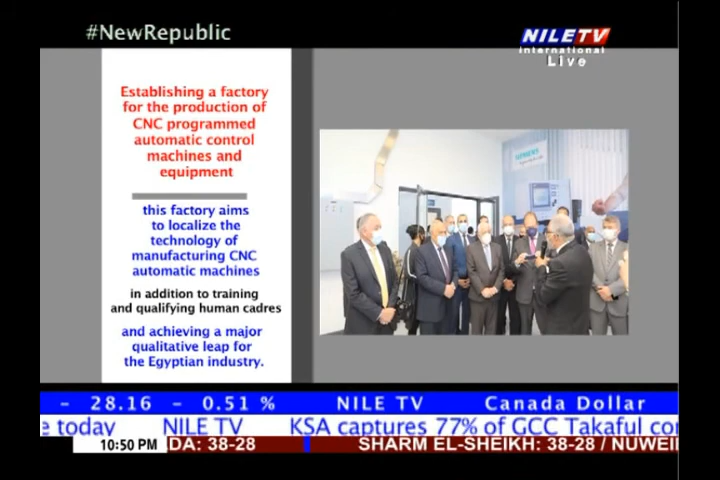 #NewRepublic
NILETV
international
Live
Establishing a factory
for the production of
CNC programmed
automatic control
machines and
equipment
this factory aims
to localize the
technology of
manufacturing CNC
automatic machines
in addition to training
and qualifying human cadres
and achieving a major
qualitative leap for
the Egyptian industry.
SIEMENS
- 28.16 - 0.51 % NILE TV Canada Dollar
e today NILE TV KSA captures 77% of GCC Takaful con
10:50 PM DA: 38-28 SHARM EL-SHEIKH: 38-28 / NUWEI